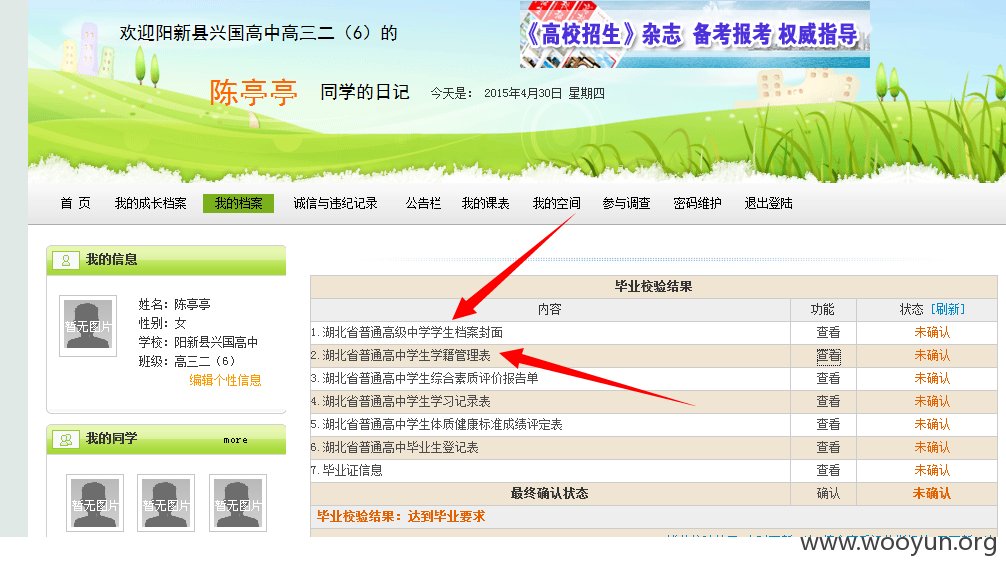 欢迎阳新县兴国高中高三二（6）的
《高校招生》杂志 备考报考 权威指导
陈亭亭 同学的日记 今天是： 2015年4月30日 星期四
首 页 我的成长档案 我的档案 诚信与违纪记录 公告栏 我的课表 我的空间 参与调查 密码维护 退出登陆
我的信息
暂无图片
姓名：陈亭亭
性别：女
学校：阳新县兴国高中
班级：高三二（6）
编辑个性信息
我的同学 more
暂无图片 暂无图片 暂无图片
毕业校验结果
内容 功能 状态 [刷新]
1.湖北省普通高级中学学生档案封面 查看 未确认
2.湖北省普通高中学生学籍管理表 查看 未确认
3.湖北省普通高中学生综合素质评价报告单 查看 未确认
4.湖北省普通高中学生学习记录表 查看 未确认
5.湖北省普通高中学生体质健康标准成绩评定表 查看 未确认
6.湖北省普通高中毕业生登记表 查看 未确认
7.毕业证信息 查看 未确认
最终确认状态 确认 未确认
毕业校验结果：达到毕业要求
www.wooyun.org